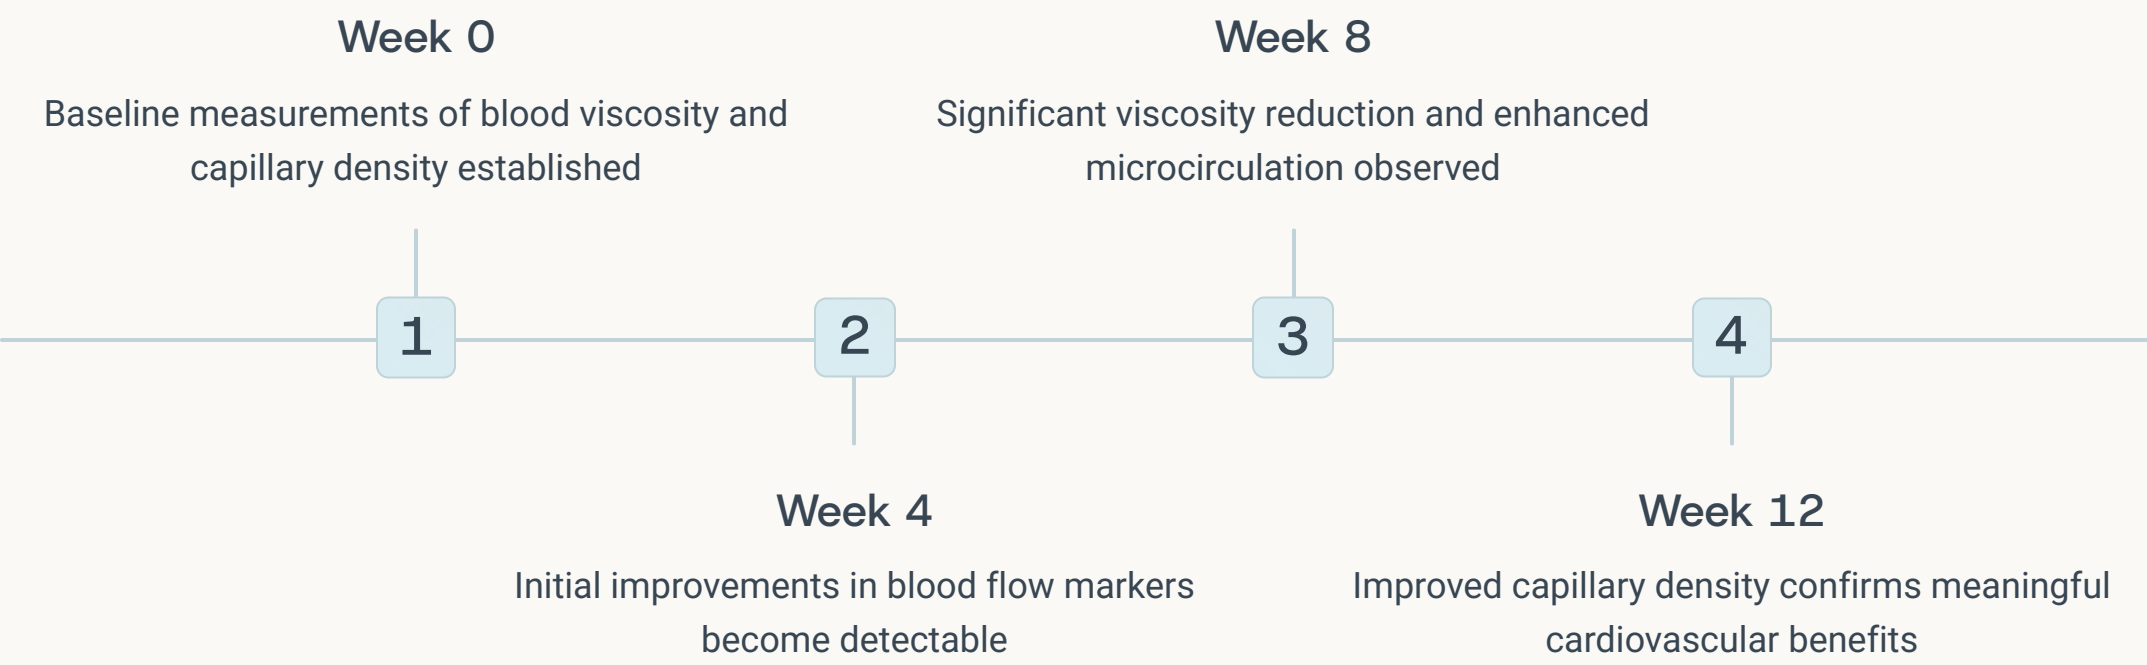 Week 0
Baseline measurements of blood viscosity and
capillary density established
Week 8
Significant viscosity reduction and enhanced
microcirculation observed
1
2
3
4
Week 4
Initial improvements in blood flow markers
become detectable
Week 12
Improved capillary density confirms meaningful
cardiovascular benefits